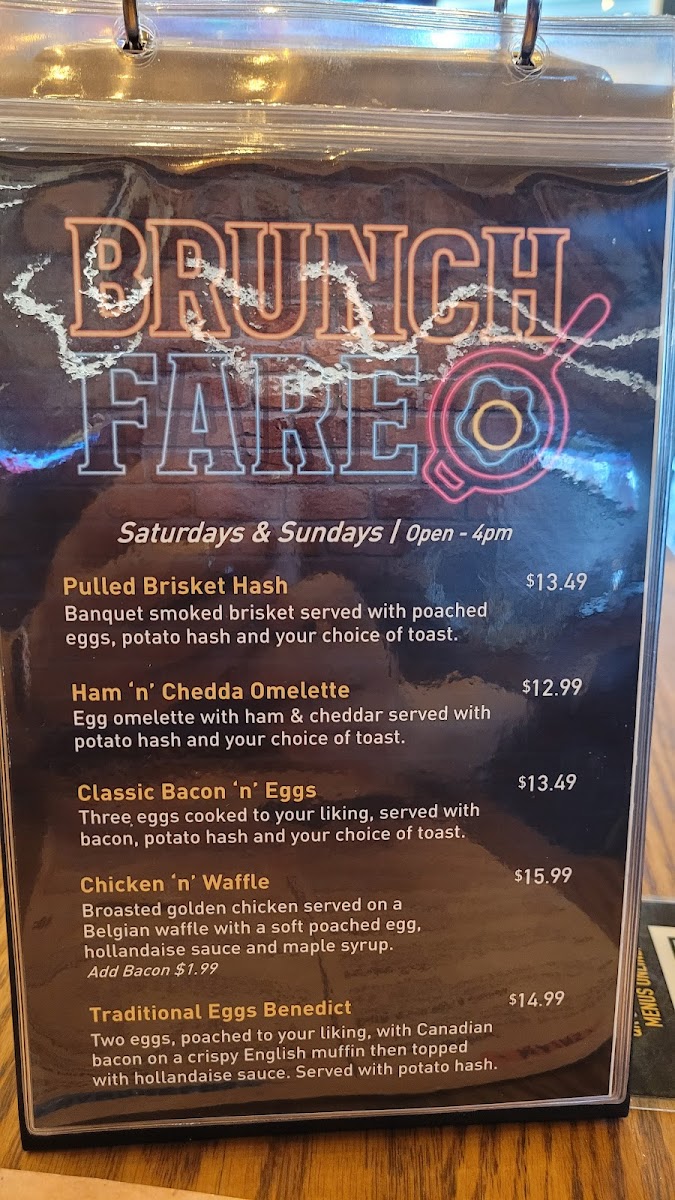 BRUNCH
FARE
Saturdays & Sundays | Open - 4pm
Pulled Brisket Hash $13.49
Banquet smoked brisket served with poached
eggs, potato hash and your choice of toast.
Ham ‘n’ Chedda Omelette $12.99
Egg omelette with ham & cheddar served with
potato hash and your choice of toast.
Classic Bacon ‘n’ Eggs $13.49
Three eggs cooked to your liking, served with
bacon, potato hash and your choice of toast.
Chicken ‘n’ Waffle $15.99
Broasted golden chicken served on a
Belgian waffle with a soft poached egg,
hollandaise sauce and maple syrup.
Add Bacon $1.99
Traditional Eggs Benedict $14.99
Two eggs, poached to your liking, with Canadian
bacon on a crispy English muffin then topped
with hollandaise sauce. Served with potato hash.
MENUS